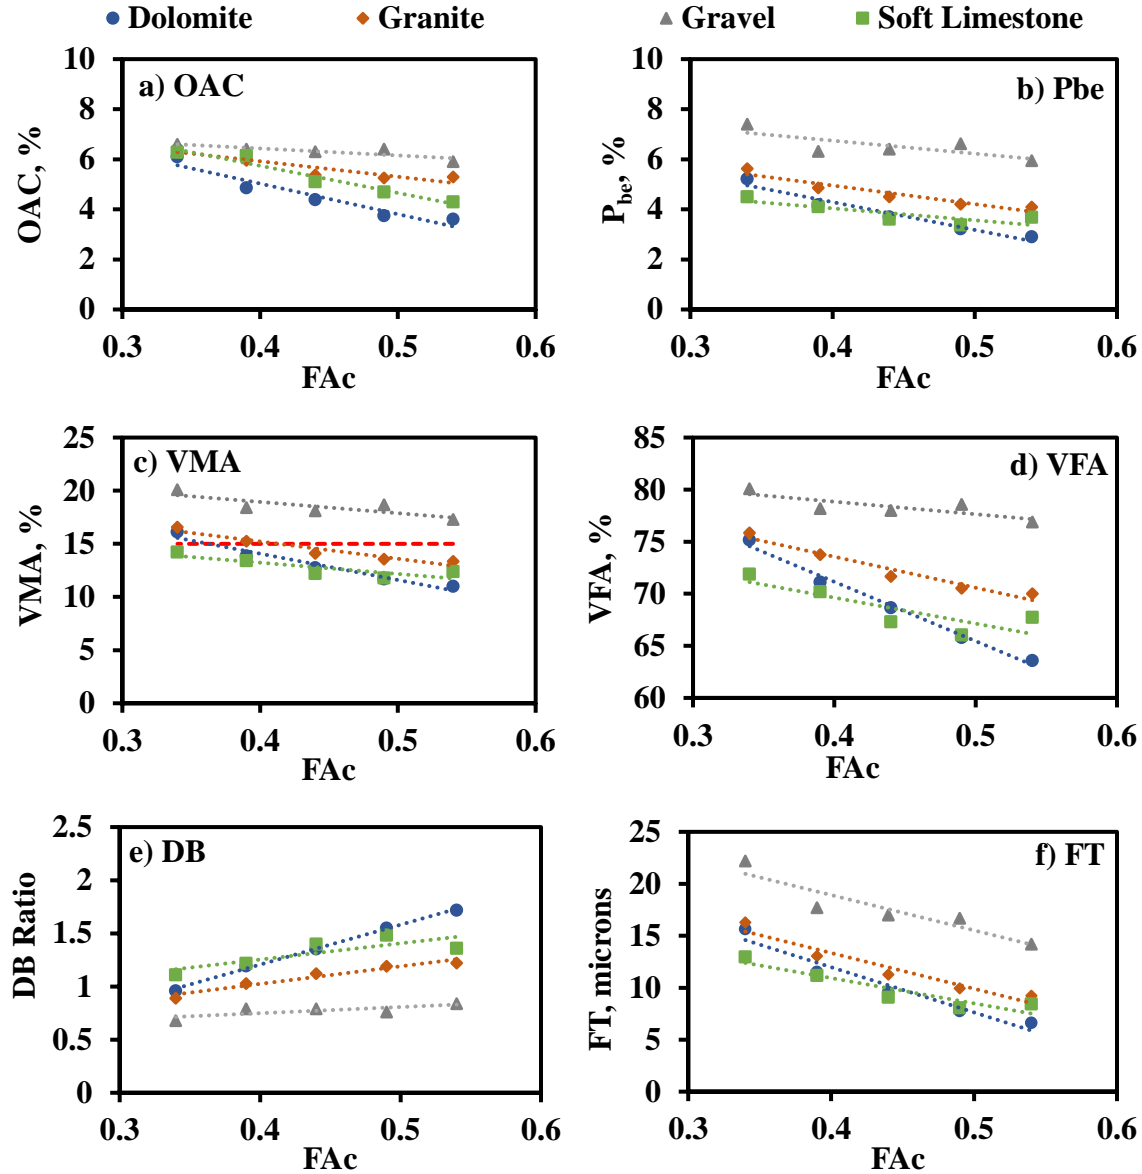 Dolomite Granite Gravel Soft Limestone
a) OAC
OAC, %
10
8
6
4
2
0
0.3 0.4 0.5 0.6
FAc
b) Pbe
Pbe, %
10
8
6
4
2
0
0.3 0.4 0.5 0.6
FAc
c) VMA
VMA, %
25
20
15
10
5
0
0.3 0.4 0.5 0.6
FAc
d) VFA
VFA, %
85
80
75
70
65
60
0.3 0.4 0.5 0.6
FAc
e) DB
DB Ratio
2.5
2
1.5
1
0.5
0
0.3 0.4 0.5 0.6
FAc
f) FT
FT, microns
25
20
15
10
5
0
0.3 0.4 0.5 0.6
FAc